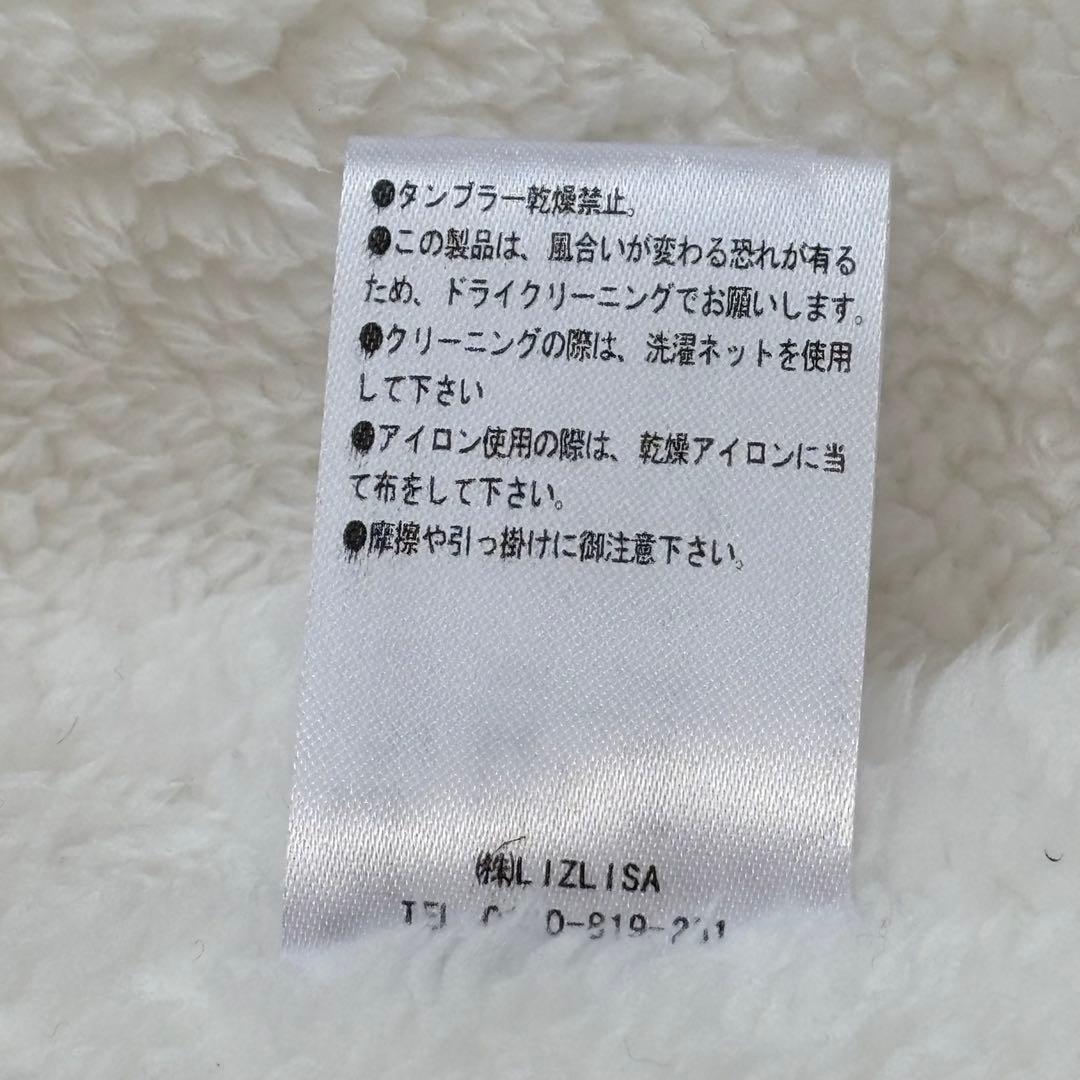 ●タンブラー乾燥禁止。
●この製品は、風合いが変わる恐れが有る
ため、ドライクリーニングでお願いします。
●クリーニングの際は、洗濯ネットを使用
して下さい
●アイロン使用の際は、乾燥アイロンに当
て布をして下さい。
●摩擦や引っ掛けに御注意下さい。
㈱LIZLISA
TEL